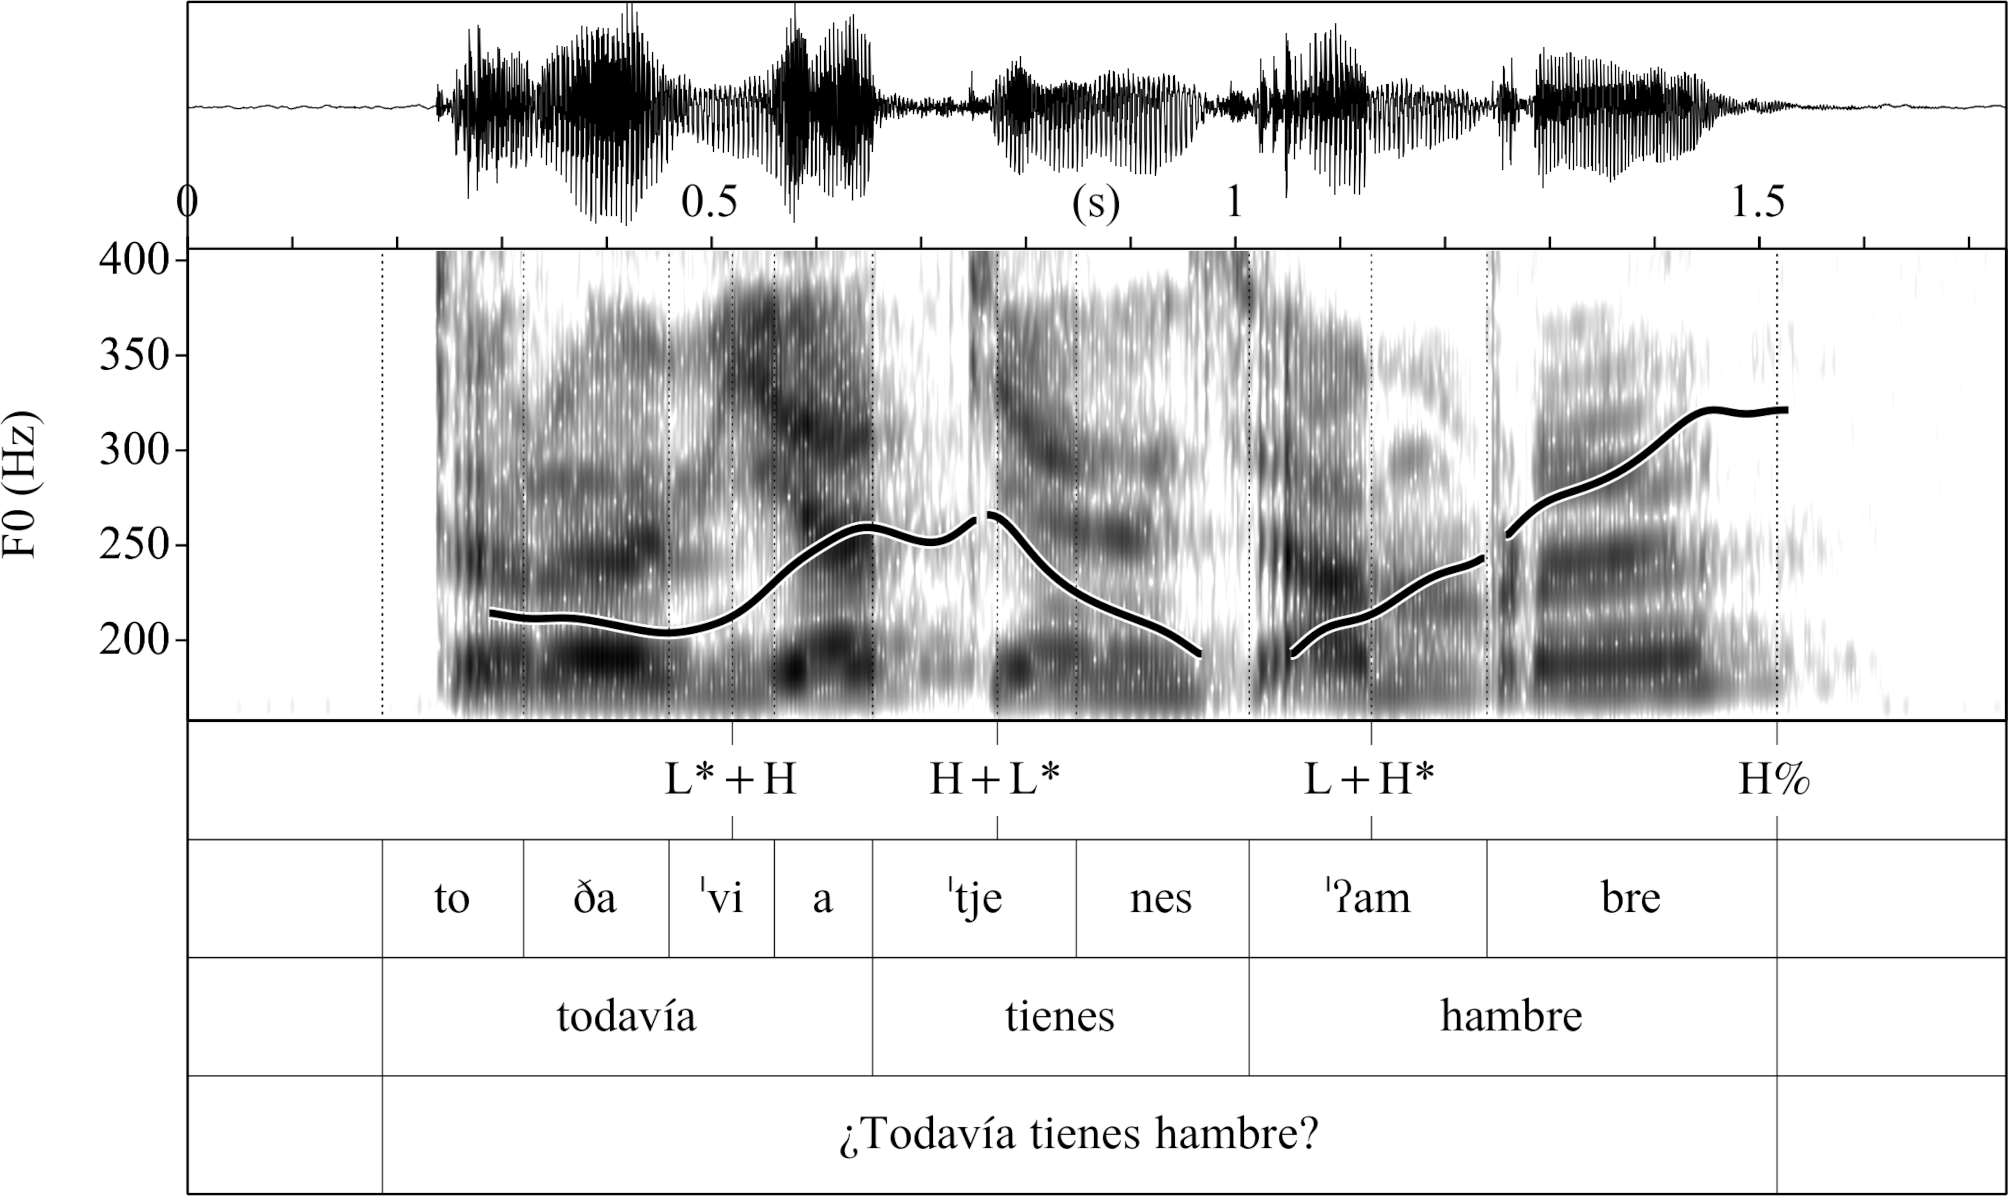 0 0.5 (s) 1 1.5
400
350
300
250
200
F0 (Hz)
L*+H H+L* L+H* H%
to ða ˈvi a ˈtje nes ˈʔam bre
todavía tienes hambre
¿Todavía tienes hambre?